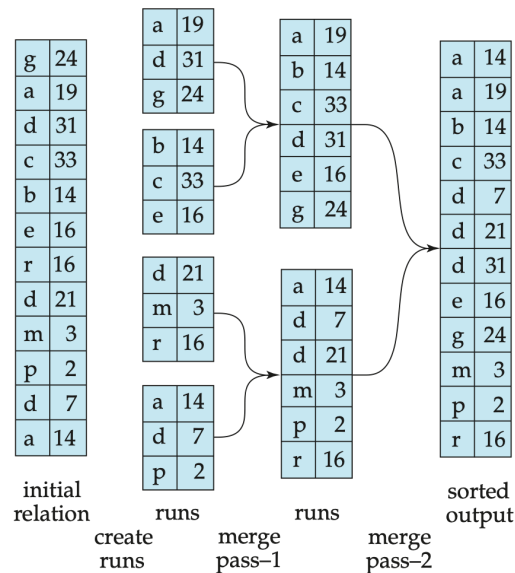 g 24
a 19
d 31
c 33
b 14
e 16
r 16
d 21
m 3
p 2
d 7
a 14
initial
relation
a 19
d 31
g 24
b 14
c 33
e 16
d 21
m 3
r 16
a 14
d 7
p 2
runs
a 19
b 14
c 33
d 31
e 16
g 24
a 14
d 7
d 21
m 3
p 2
r 16
runs
a 14
a 19
b 14
c 33
d 7
d 21
d 31
e 16
g 24
m 3
p 2
r 16
sorted
output
create
runs
merge
pass–1
merge
pass–2